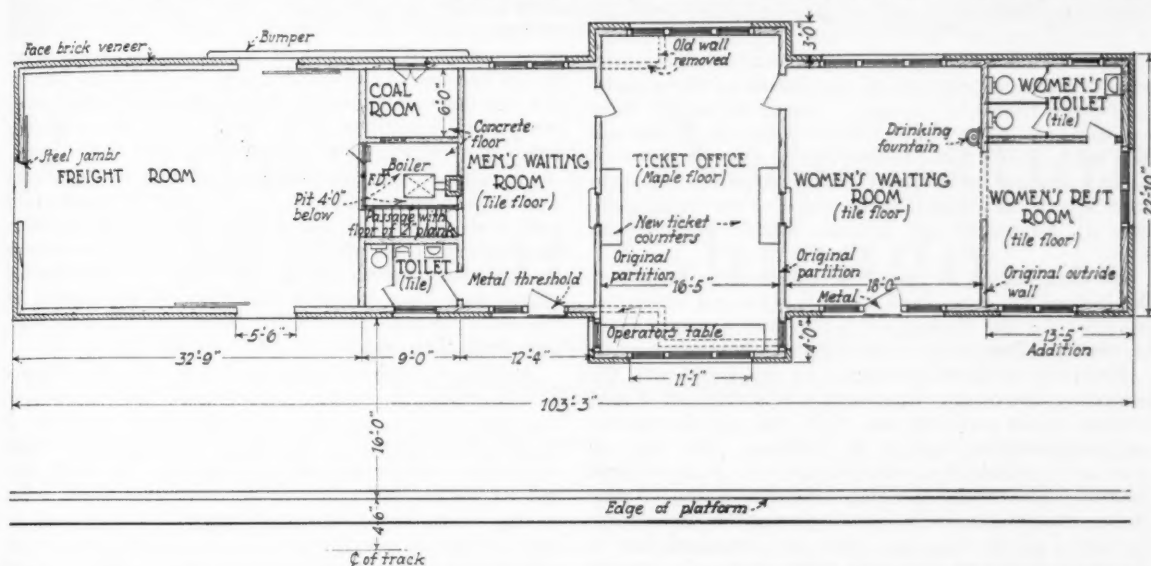 Face brick veneer
Bumper
Old wall
removed
3'-0"
COAL
ROOM
6'-0"
WOMEN'S
TOILET
(tile)
Concrete
floor
Drinking
fountain
Steel jambs
FREIGHT ROOM
Boiler
F.D.
MEN'S WAITING
ROOM
(Tile floor)
TICKET OFFICE
(Maple floor)
WOMEN'S WAITING
ROOM
(tile floor)
WOMEN'S REST
ROOM
(tile floor)
22'-10"
Pit 4'-0"
below
Passage with
floor of 2" plank
New ticket
counters
TOILET
(Tile)
Metal threshold
Original
partition
16'-5"
Original
partition
18'-0"
Metal
Original outside
wall
Operator's table
4'-0"
5'-6"
32'-9"
9'-0"
12'-4"
11'-1"
13'-5"
Addition
103'-3"
16'-0"
Edge of platform
4'-6"
℄ of track